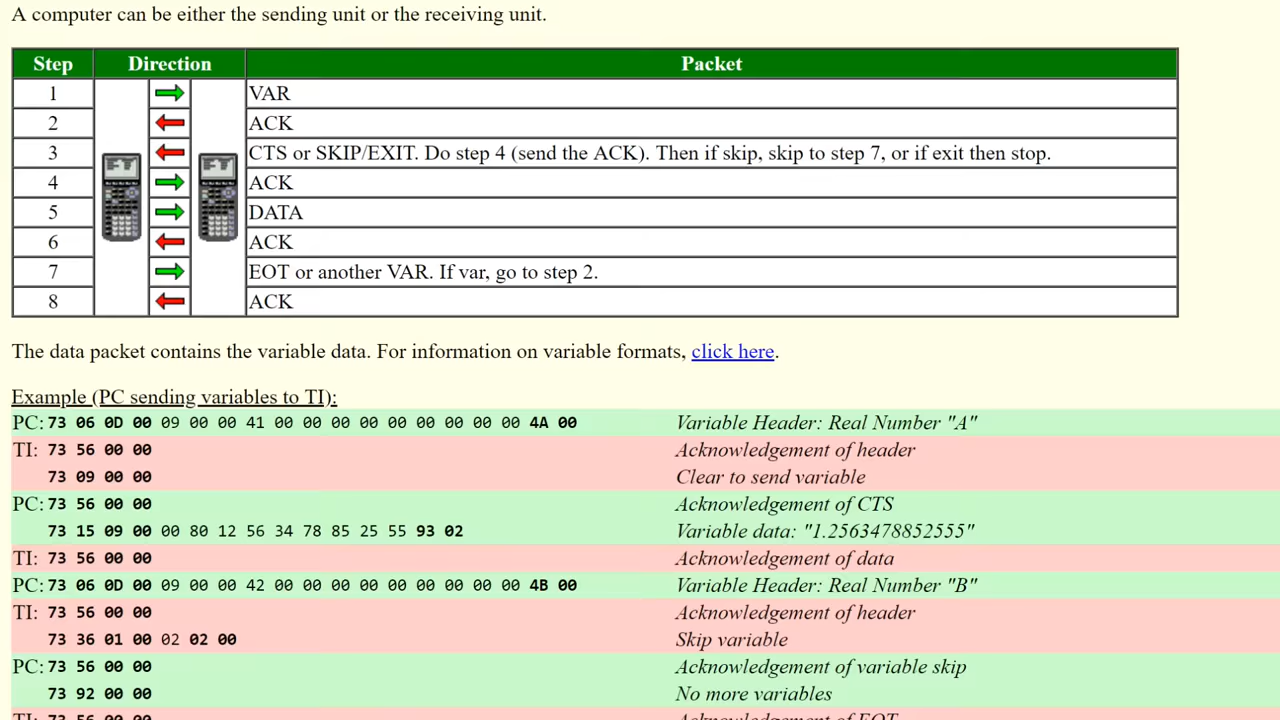 A computer can be either the sending unit or the receiving unit.
Step Direction Packet
1 VAR
2 ACK
3 CTS or SKIP/EXIT. Do step 4 (send the ACK). Then if skip, skip to step 7, or if exit then stop.
4 ACK
5 DATA
6 ACK
7 EOT or another VAR. If var, go to step 2.
8 ACK
The data packet contains the variable data. For information on variable formats, click here.
Example (PC sending variables to TI):
PC: 73 06 0D 00 09 00 00 41 00 00 00 00 00 00 00 00 00 4A 00 Variable Header: Real Number "A"
TI: 73 56 00 00 Acknowledgement of header
73 09 00 00 Clear to send variable
PC: 73 56 00 00 Acknowledgement of CTS
73 15 09 00 00 80 12 56 34 78 85 25 55 93 02 Variable data: "1.2563478852555"
TI: 73 56 00 00 Acknowledgement of data
PC: 73 06 0D 00 09 00 00 42 00 00 00 00 00 00 00 00 00 4B 00 Variable Header: Real Number "B"
TI: 73 56 00 00 Acknowledgement of header
73 36 01 00 02 02 00 Skip variable
PC: 73 56 00 00 Acknowledgement of variable skip
73 92 00 00 No more variables
TI: 73 56 00 00 Acknowledgement of EOT